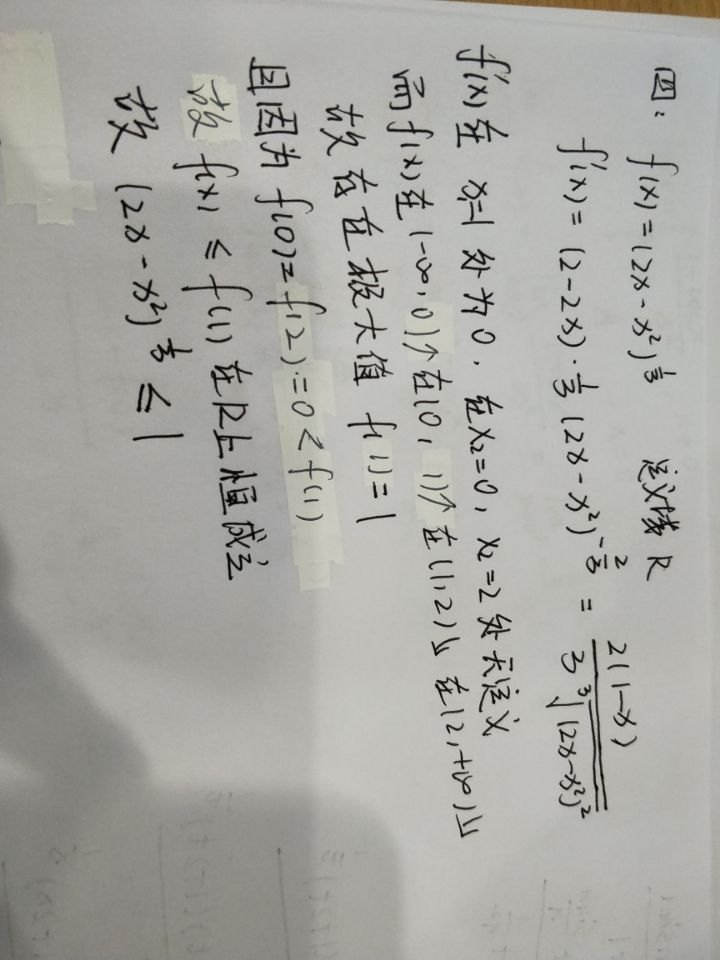 四: f(x)=(2x-x²)^{1/3} 定义域 R
f'(x)=(2-2x)·1/3 (2x-x²)^{-2/3} = 2(1-x) / 3 ³√(2x-x²)²
f'(x)在 x₁=1 处为0, 在x₂=0, x₂=2处无定义
而f(x)在(-∞,0)↑在(0,1)↑在(1,2)↓在(2,+∞)↓
故存在极大值 f(1)=1
且因为 f(0)=f(2)=0<f(1)
故 f(x)≤f(1)在R上恒成立
故 (2x-x²)^{1/3} ≤ 1